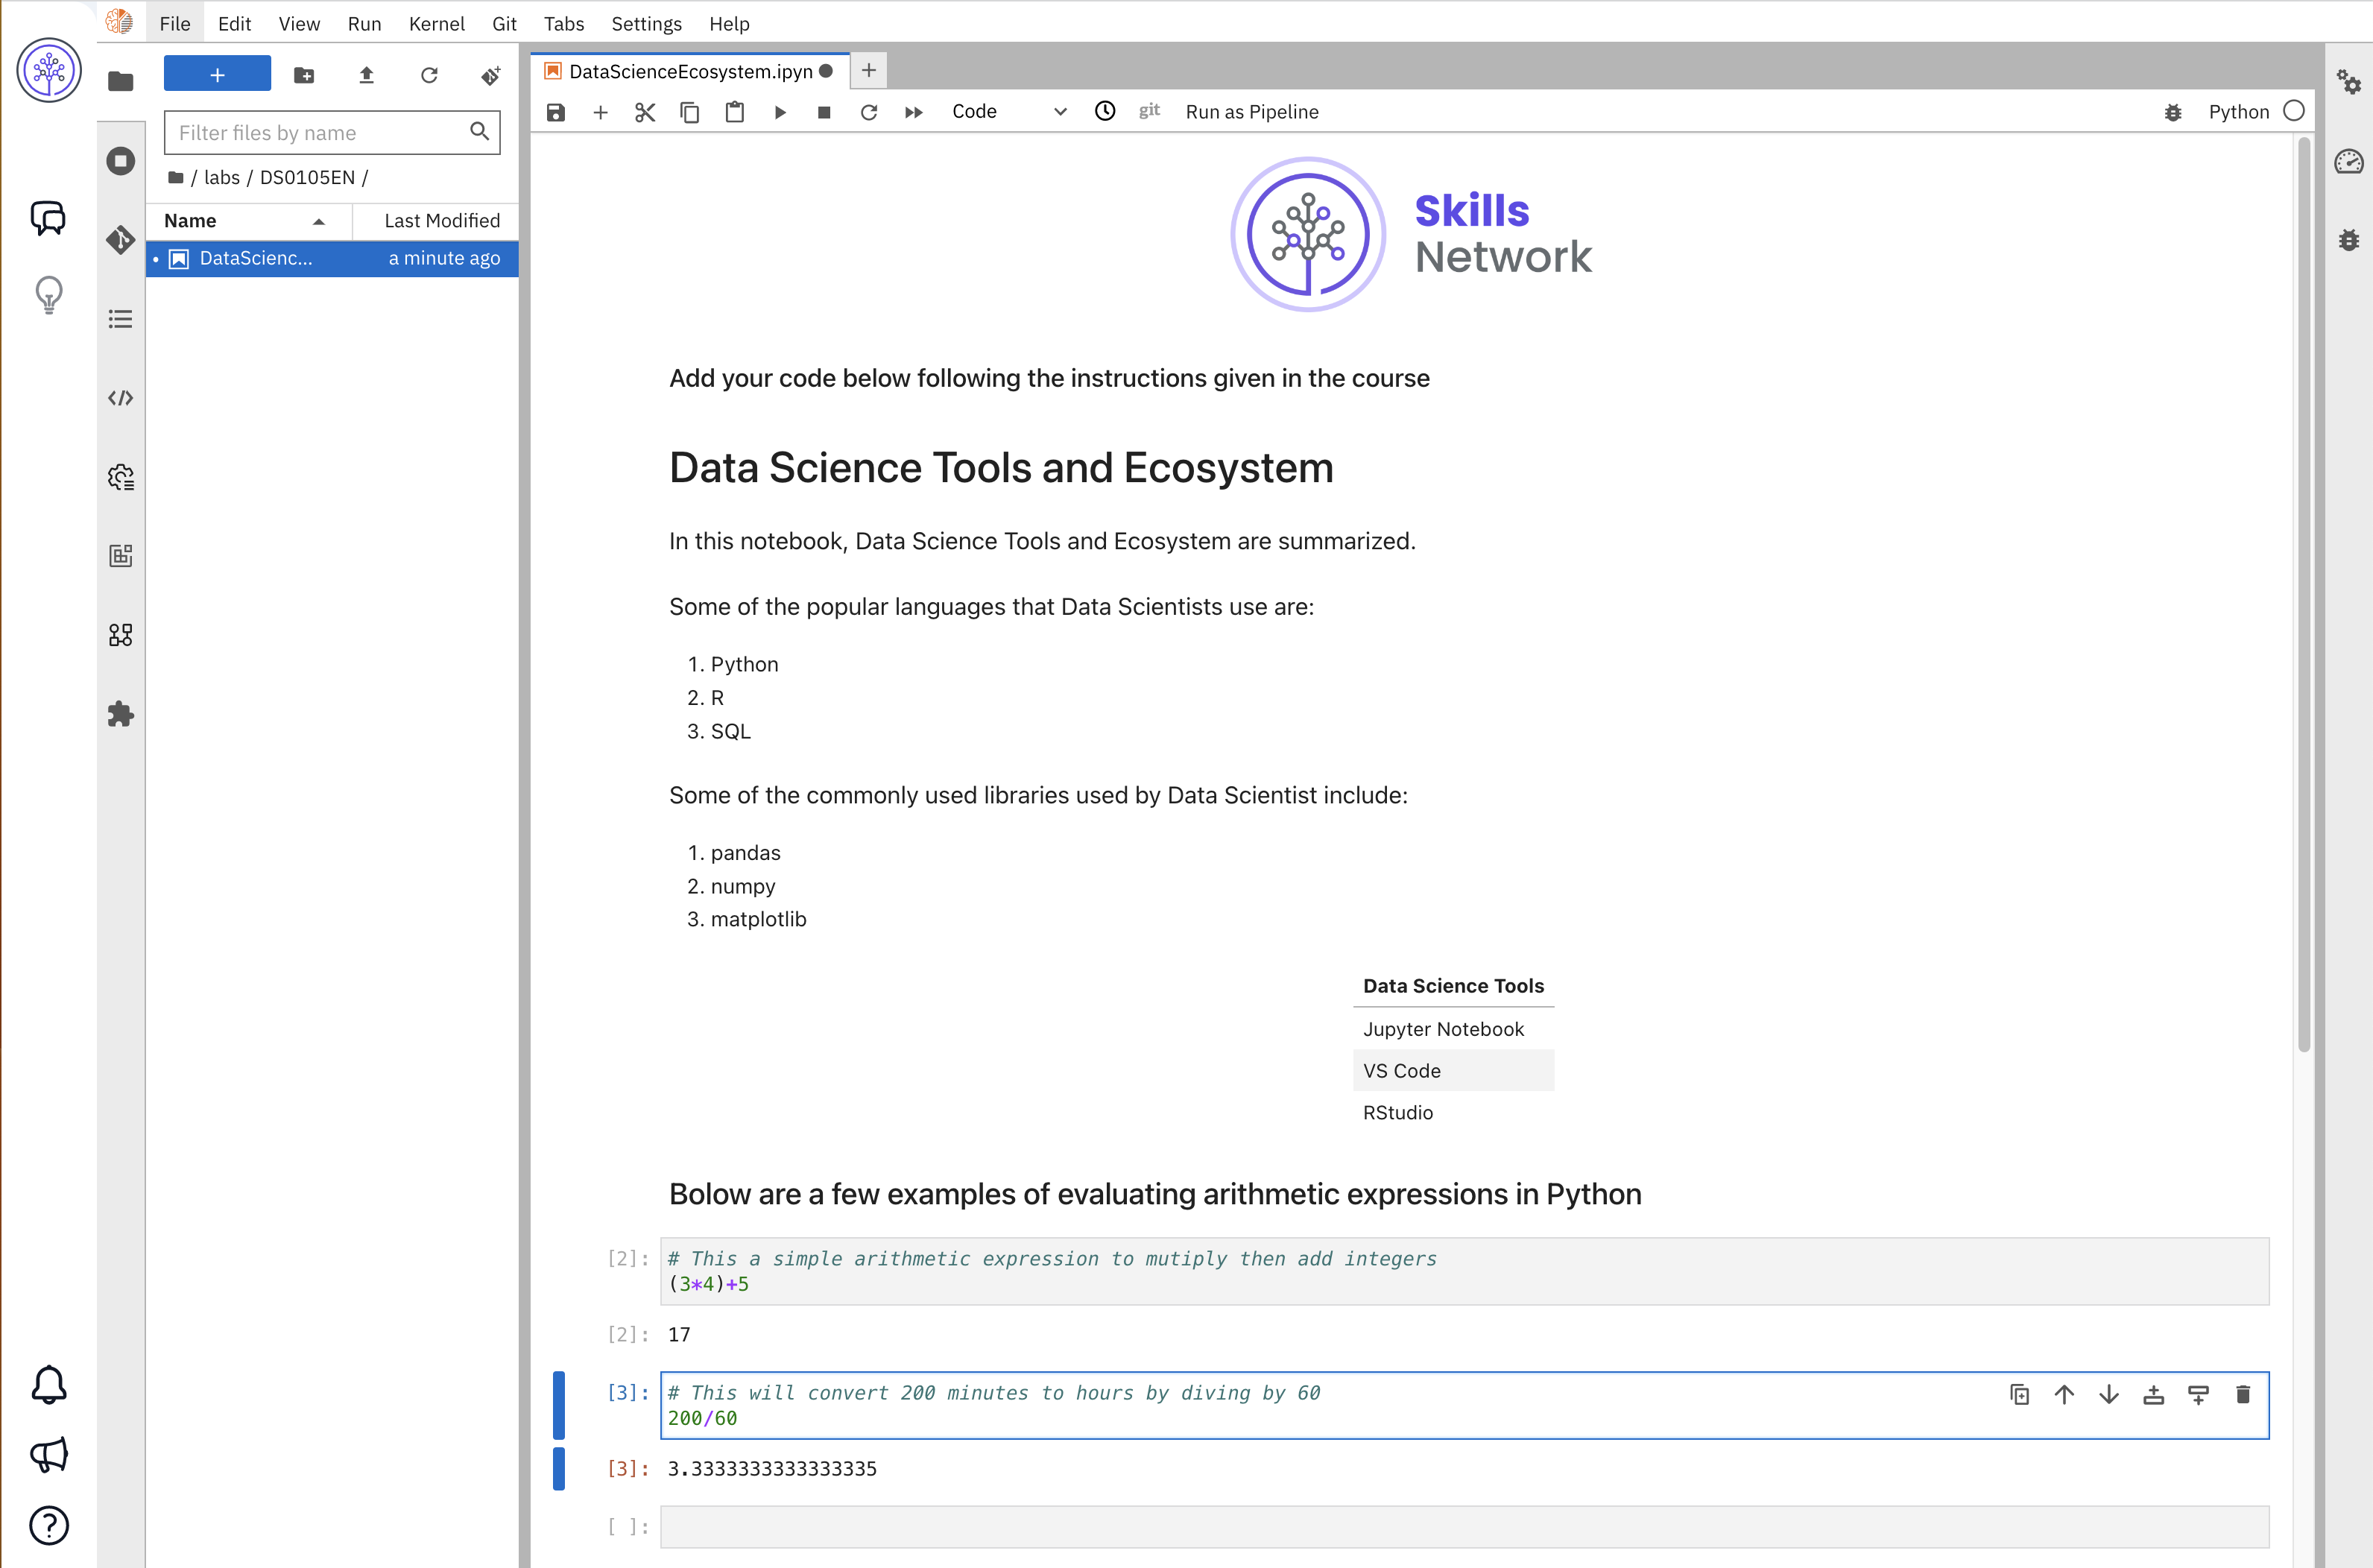 File Edit View Run Kernel Git Tabs Settings Help
+
Filter files by name
/ labs / DS0105EN /
Name Last Modified
DataScienc... a minute ago
DataScienceEcosystem.ipyn
Code git Run as Pipeline Python
Skills
Network
Add your code below following the instructions given in the course
Data Science Tools and Ecosystem
In this notebook, Data Science Tools and Ecosystem are summarized.
Some of the popular languages that Data Scientists use are:
1. Python
2. R
3. SQL
Some of the commonly used libraries used by Data Scientist include:
1. pandas
2. numpy
3. matplotlib
Data Science Tools
Jupyter Notebook
VS Code
RStudio
Bolow are a few examples of evaluating arithmetic expressions in Python
[2]: # This a simple arithmetic expression to mutiply then add integers
(3*4)+5
[2]: 17
[3]: # This will convert 200 minutes to hours by diving by 60
200/60
[3]: 3.3333333333333335
[ ]: